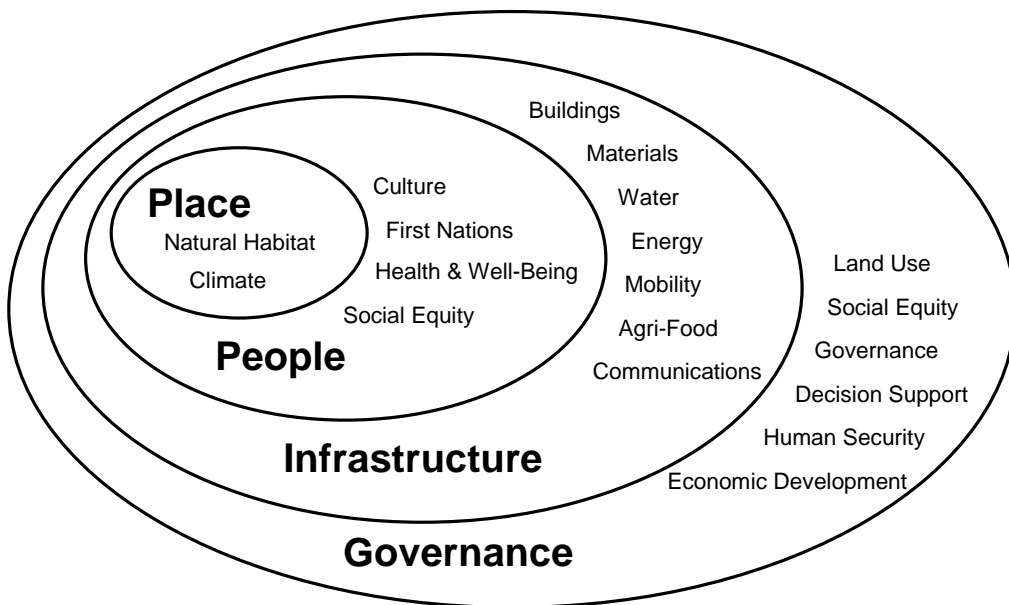 Place
Natural Habitat
Climate
Culture
First Nations
Health & Well-Being
Social Equity
People
Buildings
Materials
Water
Energy
Mobility
Agri-Food
Communications
Infrastructure
Land Use
Social Equity
Governance
Decision Support
Human Security
Economic Development
Governance